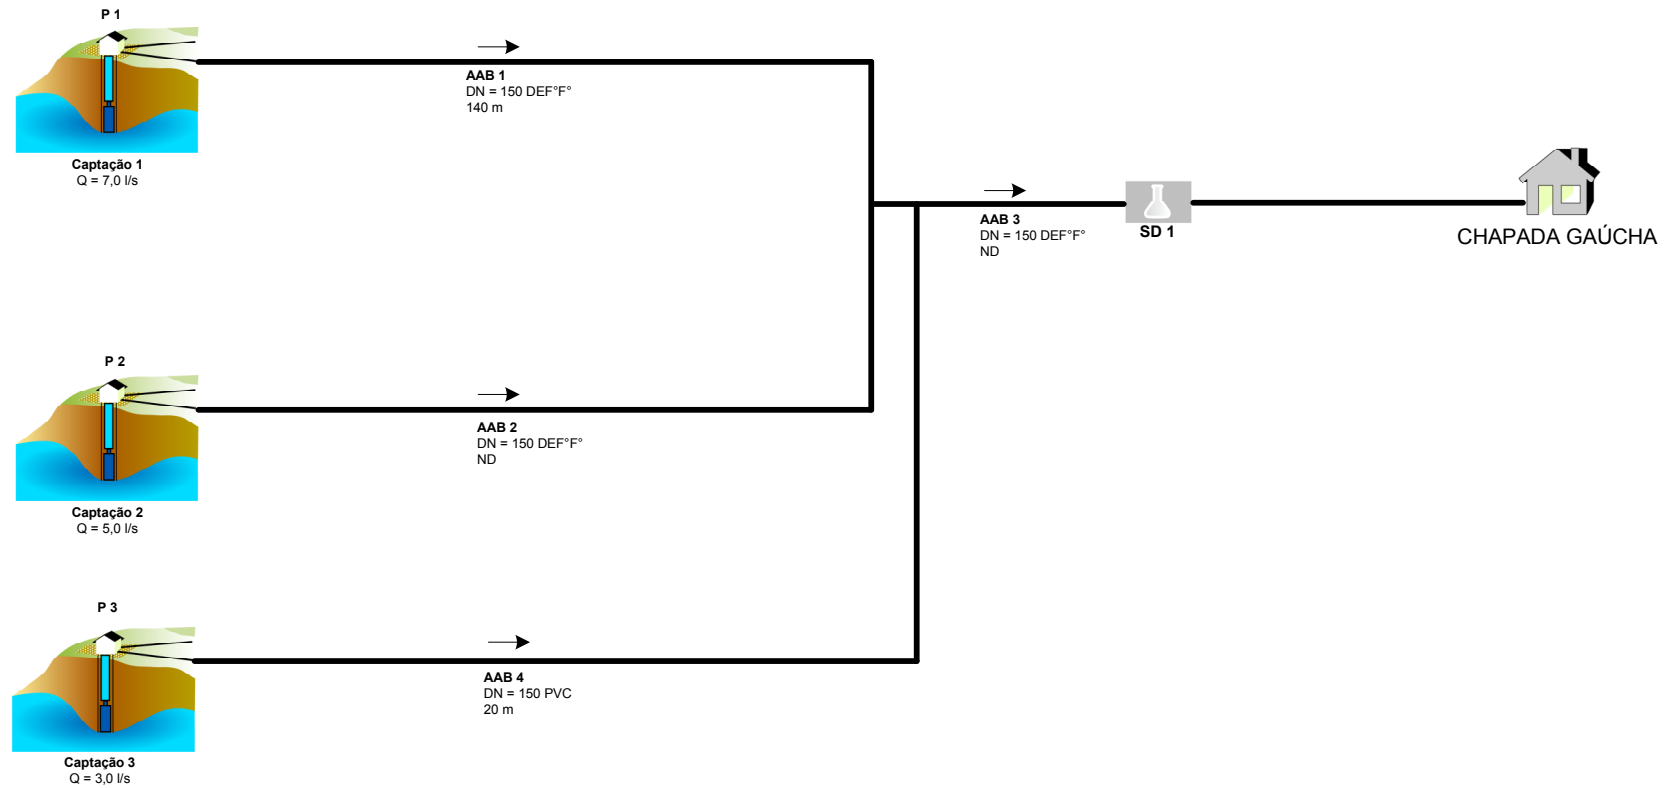 P 1
AAB 1
DN = 150 DEF°F°
140 m
Captação 1
Q = 7,0 l/s
AAB 3
DN = 150 DEF°F°
ND
SD 1
CHAPADA GAÚCHA
P 2
AAB 2
DN = 150 DEF°F°
ND
Captação 2
Q = 5,0 l/s
P 3
AAB 4
DN = 150 PVC
20 m
Captação 3
Q = 3,0 l/s